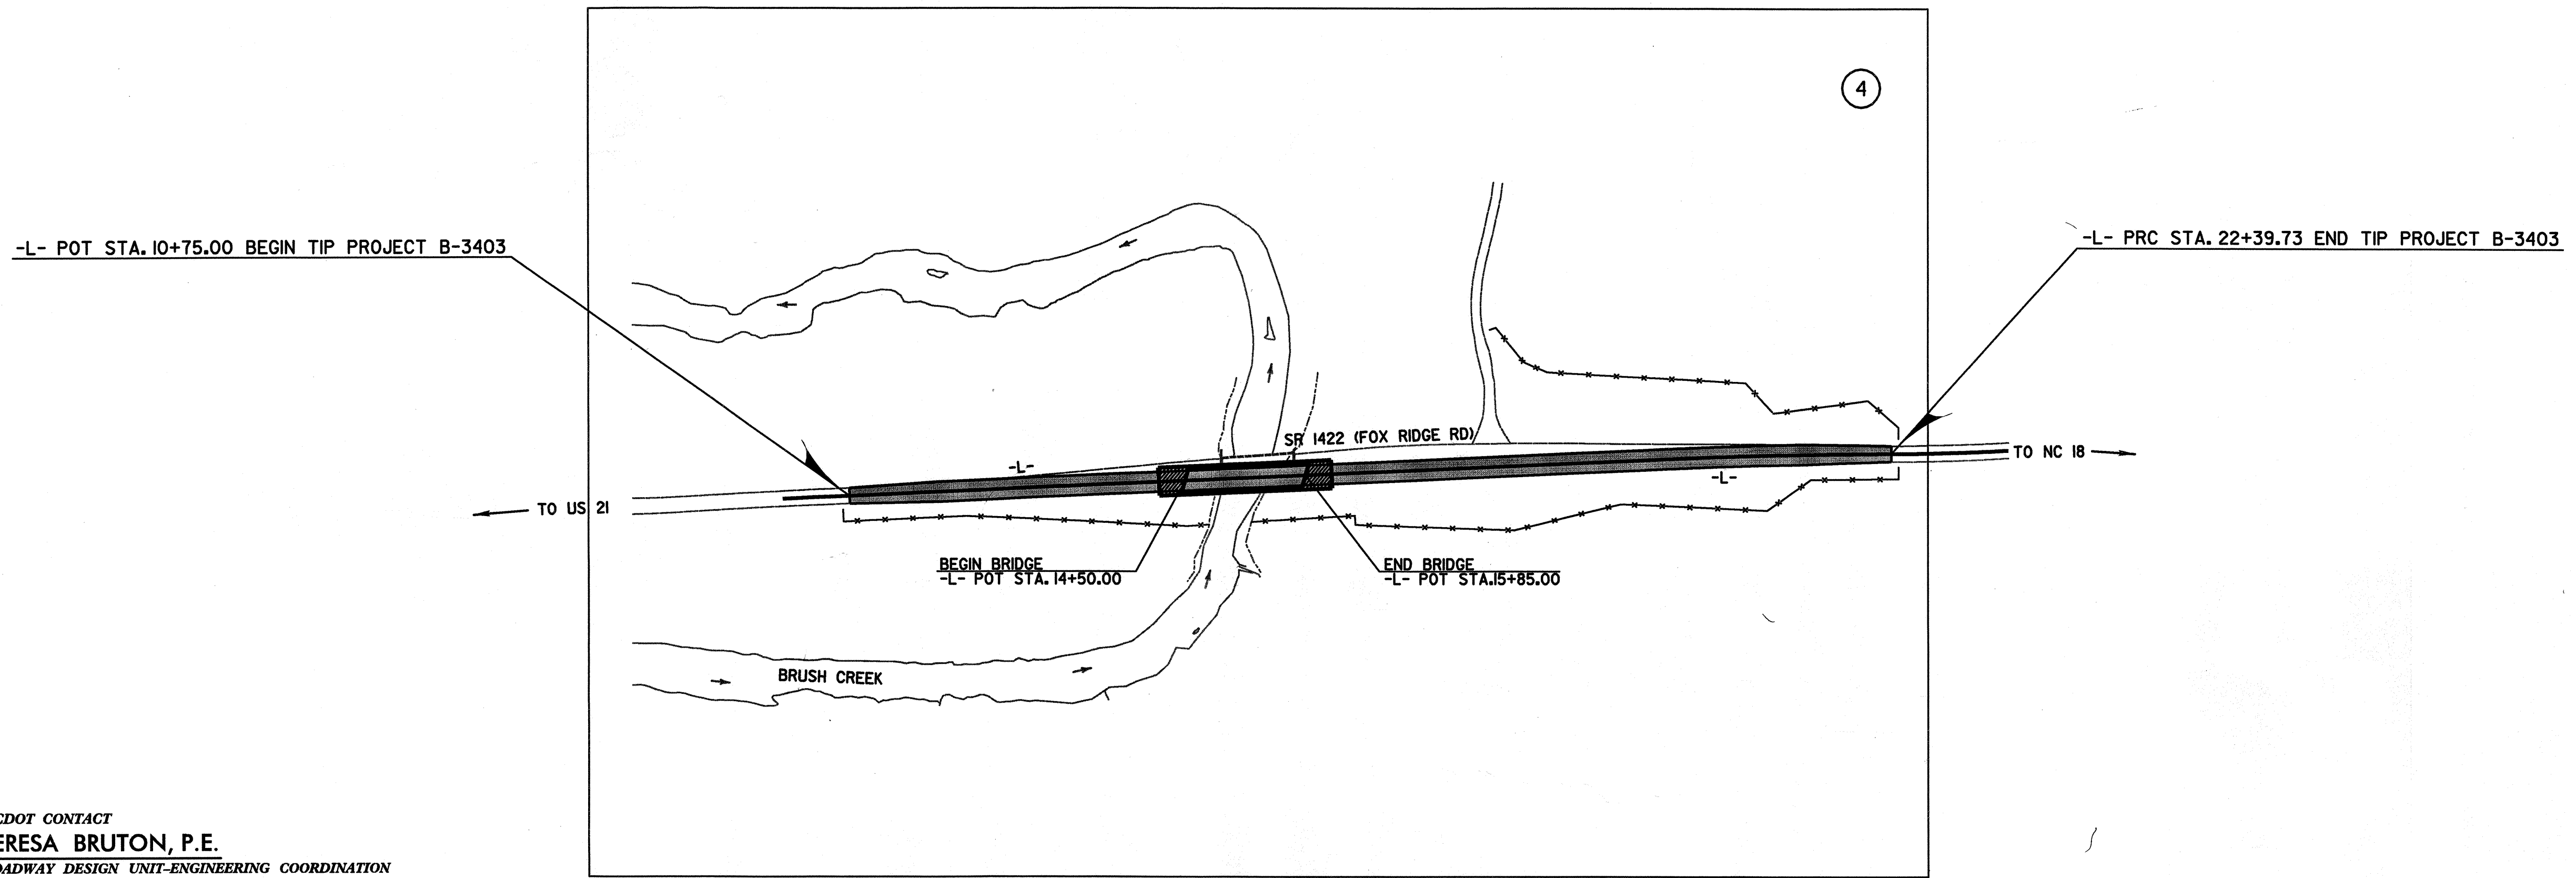 4
-L- POT STA. 10+75.00 BEGIN TIP PROJECT B-3403
-L- PRC STA. 22+39.73 END TIP PROJECT B-3403
SR 1422 (FOX RIDGE RD)
-L-
TO NC 18
-L-
TO US 21
BEGIN BRIDGE
-L- POT STA. 14+50.00
END BRIDGE
-L- POT STA.15+85.00
BRUSH CREEK
CDOT CONTACT
ERESA BRUTON, P.E.
OADWAY DESIGN UNIT-ENGINEERING COORDINATION